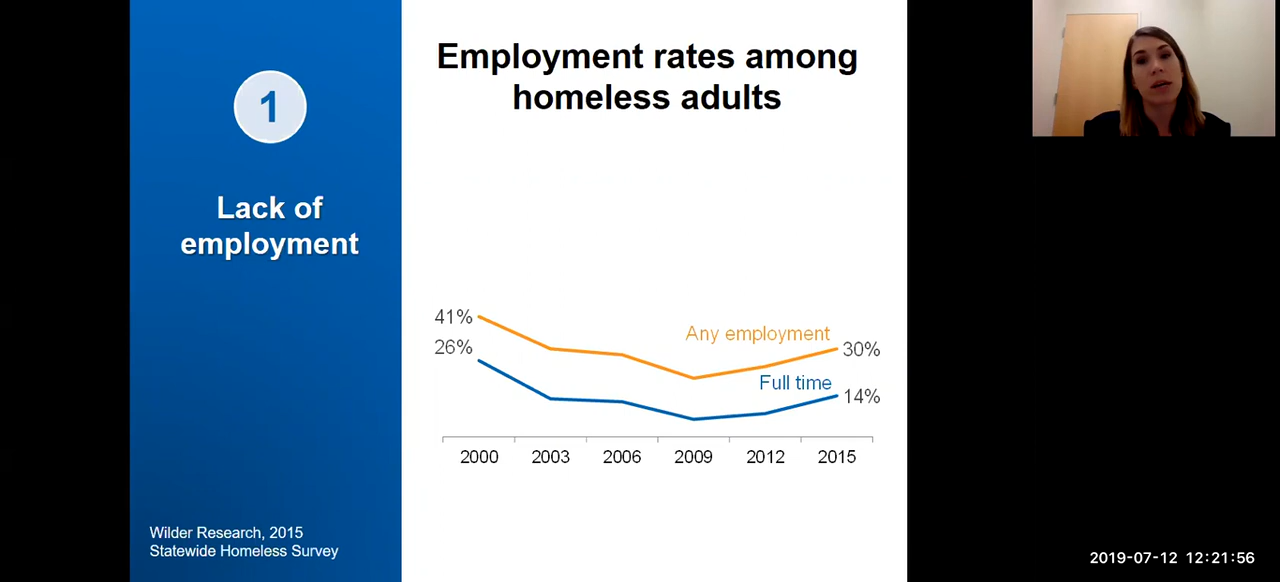 1
Lack of
employment
Wilder Research, 2015
Statewide Homeless Survey
Employment rates among
homeless adults
41%
26%
Any employment
30%
Full time
14%
2000 2003 2006 2009 2012 2015
2019-07-12 12:21:56